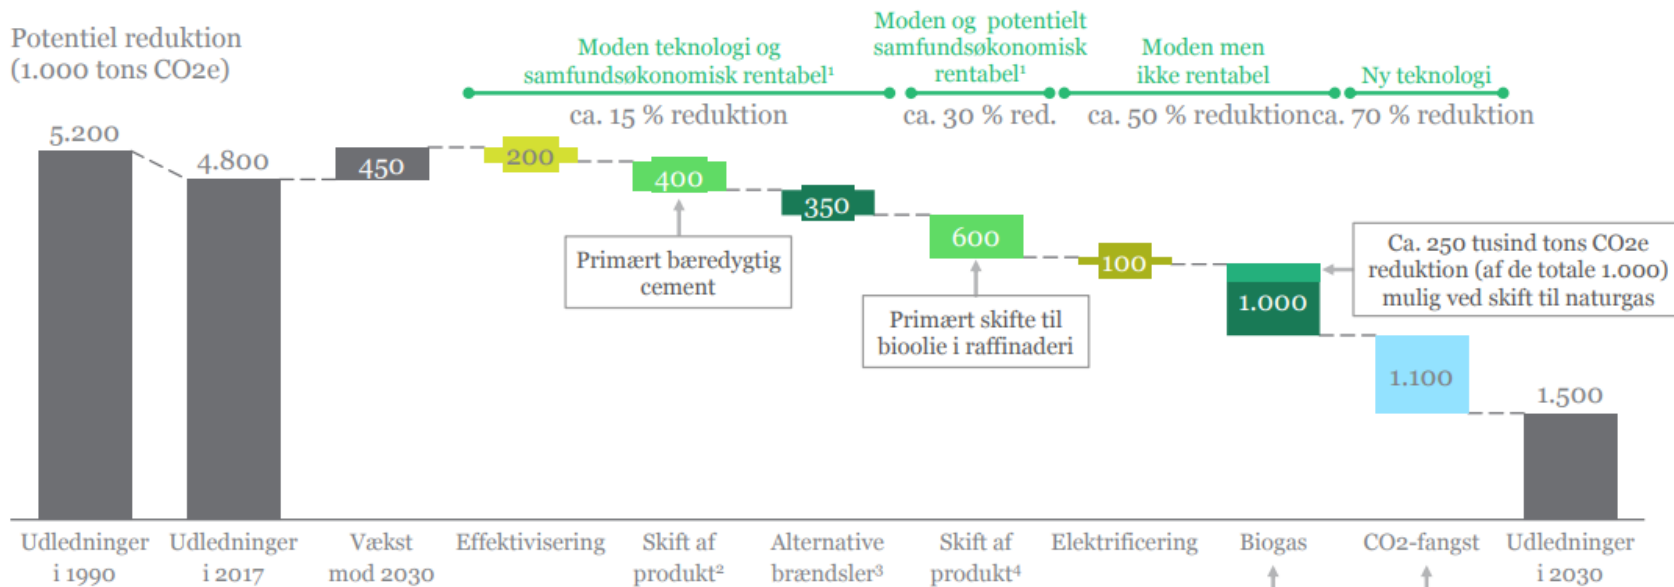 Potentiel reduktion
(1.000 tons CO2e)
Moden teknologi og
samfundsøkonomisk rentabel¹
ca. 15 % reduktion
Moden og potentielt
samfundsøkonomisk
rentabel¹
ca. 30 % red.
Moden men
ikke rentabel
ca. 50 % reduktion
Ny teknologi
ca. 70 % reduktion
5.200
4.800
450
200
400
350
600
100
1.000
1.100
1.500
Primært bæredygtig
cement
Primært skifte til
bioolie i raffinaderi
Ca. 250 tusind tons CO2e
reduktion (af de totale 1.000)
mulig ved skift til naturgas
Udledninger
i 1990
Udledninger
i 2017
Vækst
mod 2030
Effektivisering
Skift af
produkt²
Alternative
brændsler³
Skift af
produkt⁴
Elektrificering
Biogas
CO2-fangst
Udledninger
i 2030